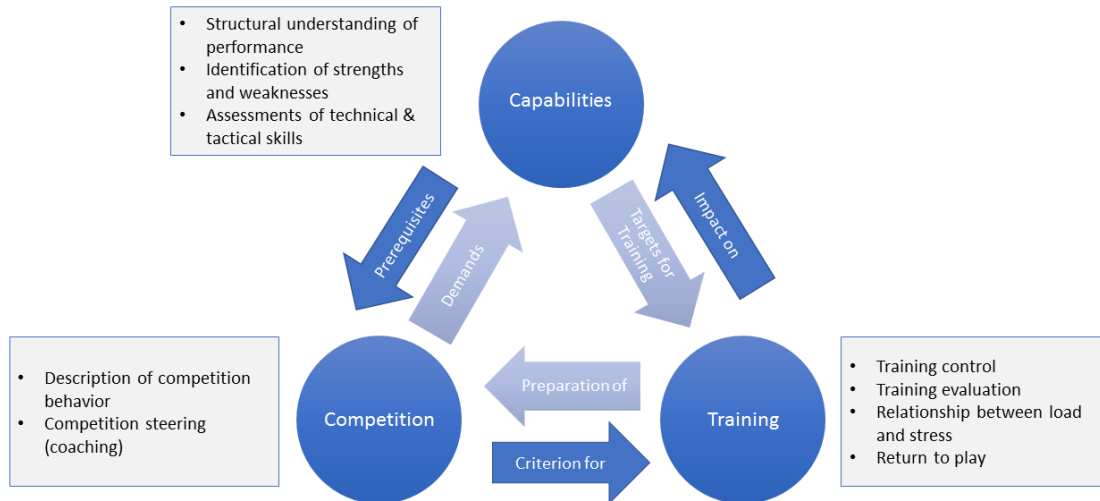 • Structural understanding of
performance
• Identification of strengths
and weaknesses
• Assessments of technical &
tactical skills
Capabilities
Prerequisites
Demands
Targets for
Training
Impact on
• Description of competition
behavior
• Competition steering
(coaching)
Competition
Preparation of
Criterion for
Training
• Training control
• Training evaluation
• Relationship between load
and stress
• Return to play